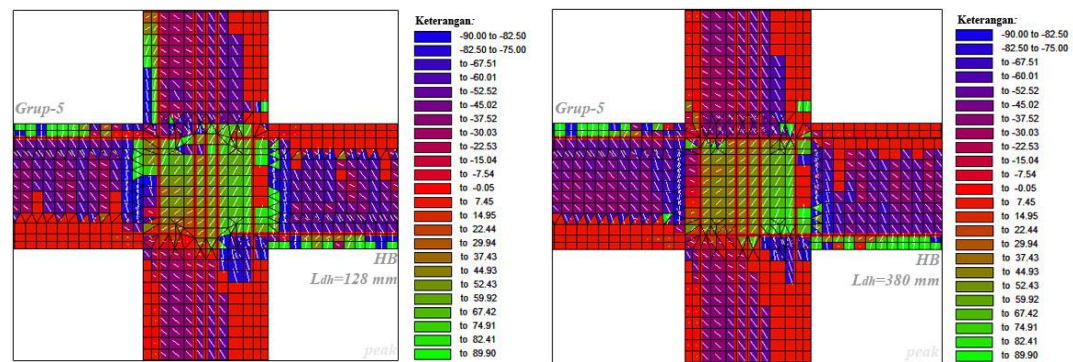 Keterangan:
-90.00 to -82.50
-82.50 to -75.00
to -67.51
to -60.01
to -52.52
to -45.02
to -37.52
to -30.03
to -22.53
to -15.04
to -7.54
to -0.05
to 7.45
to 14.95
to 22.44
to 29.94
to 37.43
to 44.93
to 52.43
to 59.92
to 67.42
to 74.91
to 82.41
to 89.90
Grup-5
HB
Ldh=128 mm
peak
Keterangan:
-90.00 to -82.50
-82.50 to -75.00
to -67.51
to -60.01
to -52.52
to -45.02
to -37.52
to -30.03
to -22.53
to -15.04
to -7.54
to -0.05
to 7.45
to 14.95
to 22.44
to 29.94
to 37.43
to 44.93
to 52.43
to 59.92
to 67.42
to 74.91
to 82.41
to 89.90
Grup-5
HB
Ldh=380 mm
peak